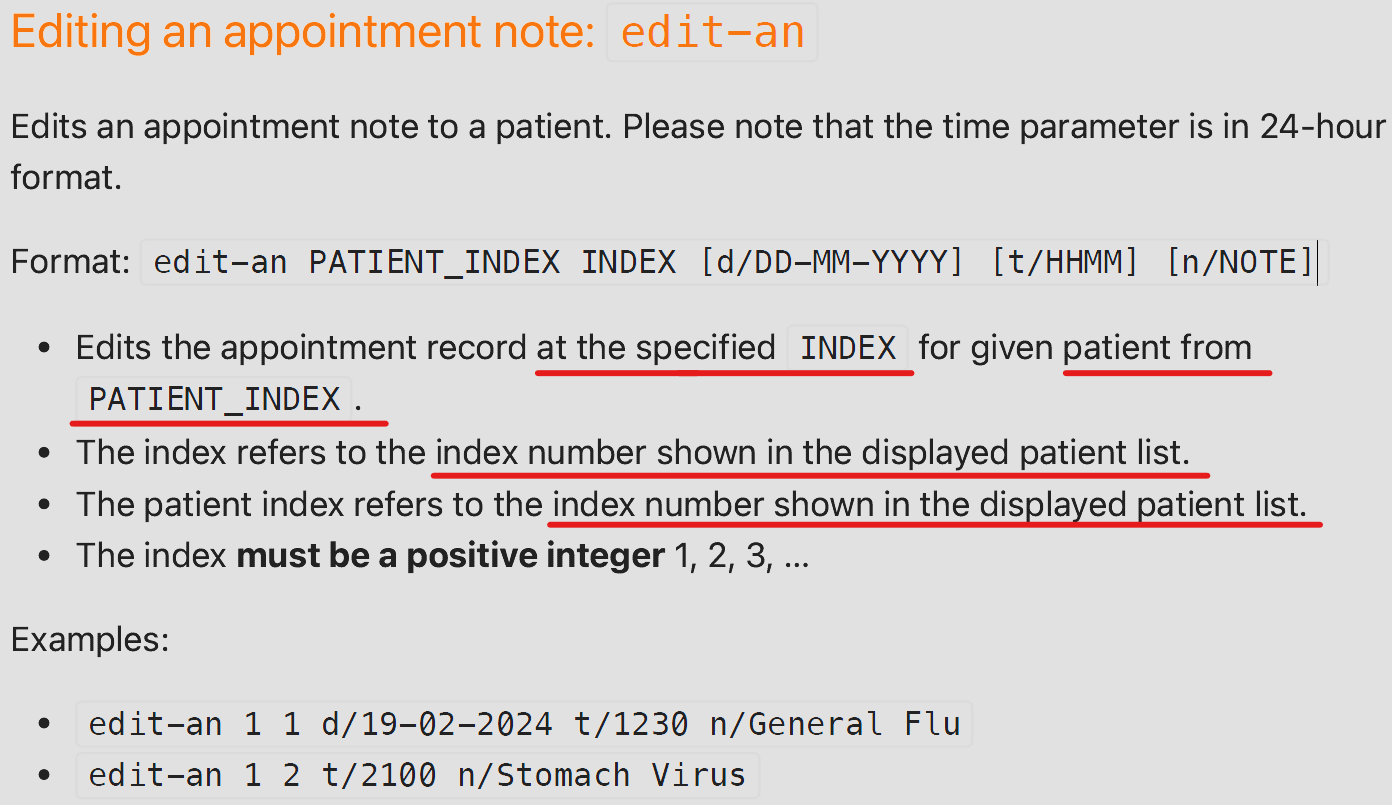 Editing an appointment note: edit-an
Edits an appointment note to a patient. Please note that the time parameter is in 24-hour
format.
Format: edit-an PATIENT_INDEX INDEX [d/DD-MM-YYYY] [t/HHMM] [n/NOTE]
• Edits the appointment record at the specified INDEX for given patient from
PATIENT_INDEX.
• The index refers to the index number shown in the displayed patient list.
• The patient index refers to the index number shown in the displayed patient list.
• The index must be a positive integer 1, 2, 3, ...
Examples:
• edit-an 1 1 d/19-02-2024 t/1230 n/General Flu
• edit-an 1 2 t/2100 n/Stomach Virus